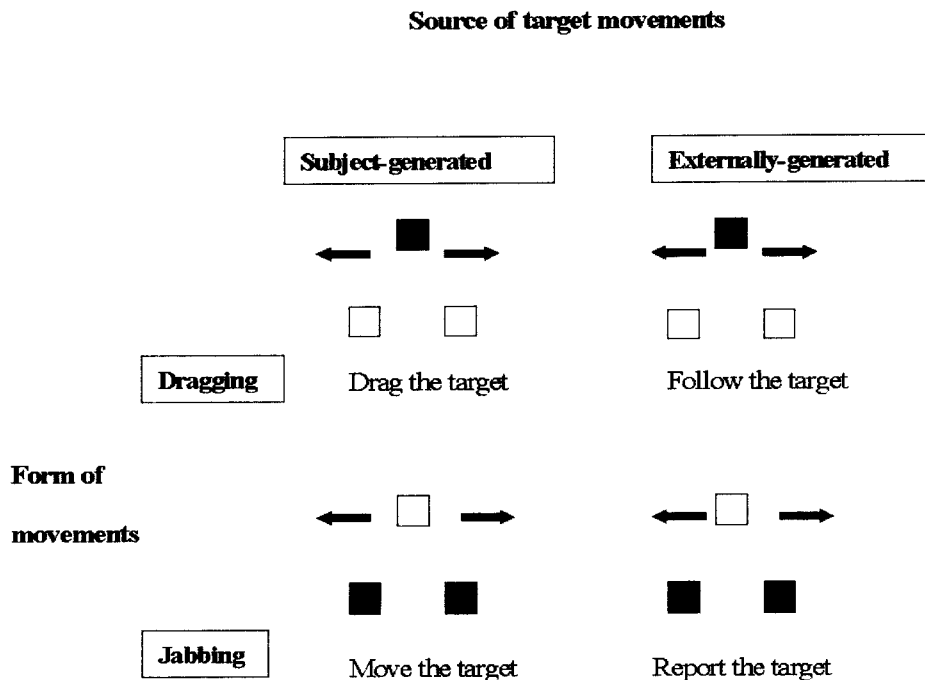 Source of target movements
Subject-generated Externally-generated
Dragging Drag the target Follow the target
Form of
movements
Jabbing Move the target Report the target